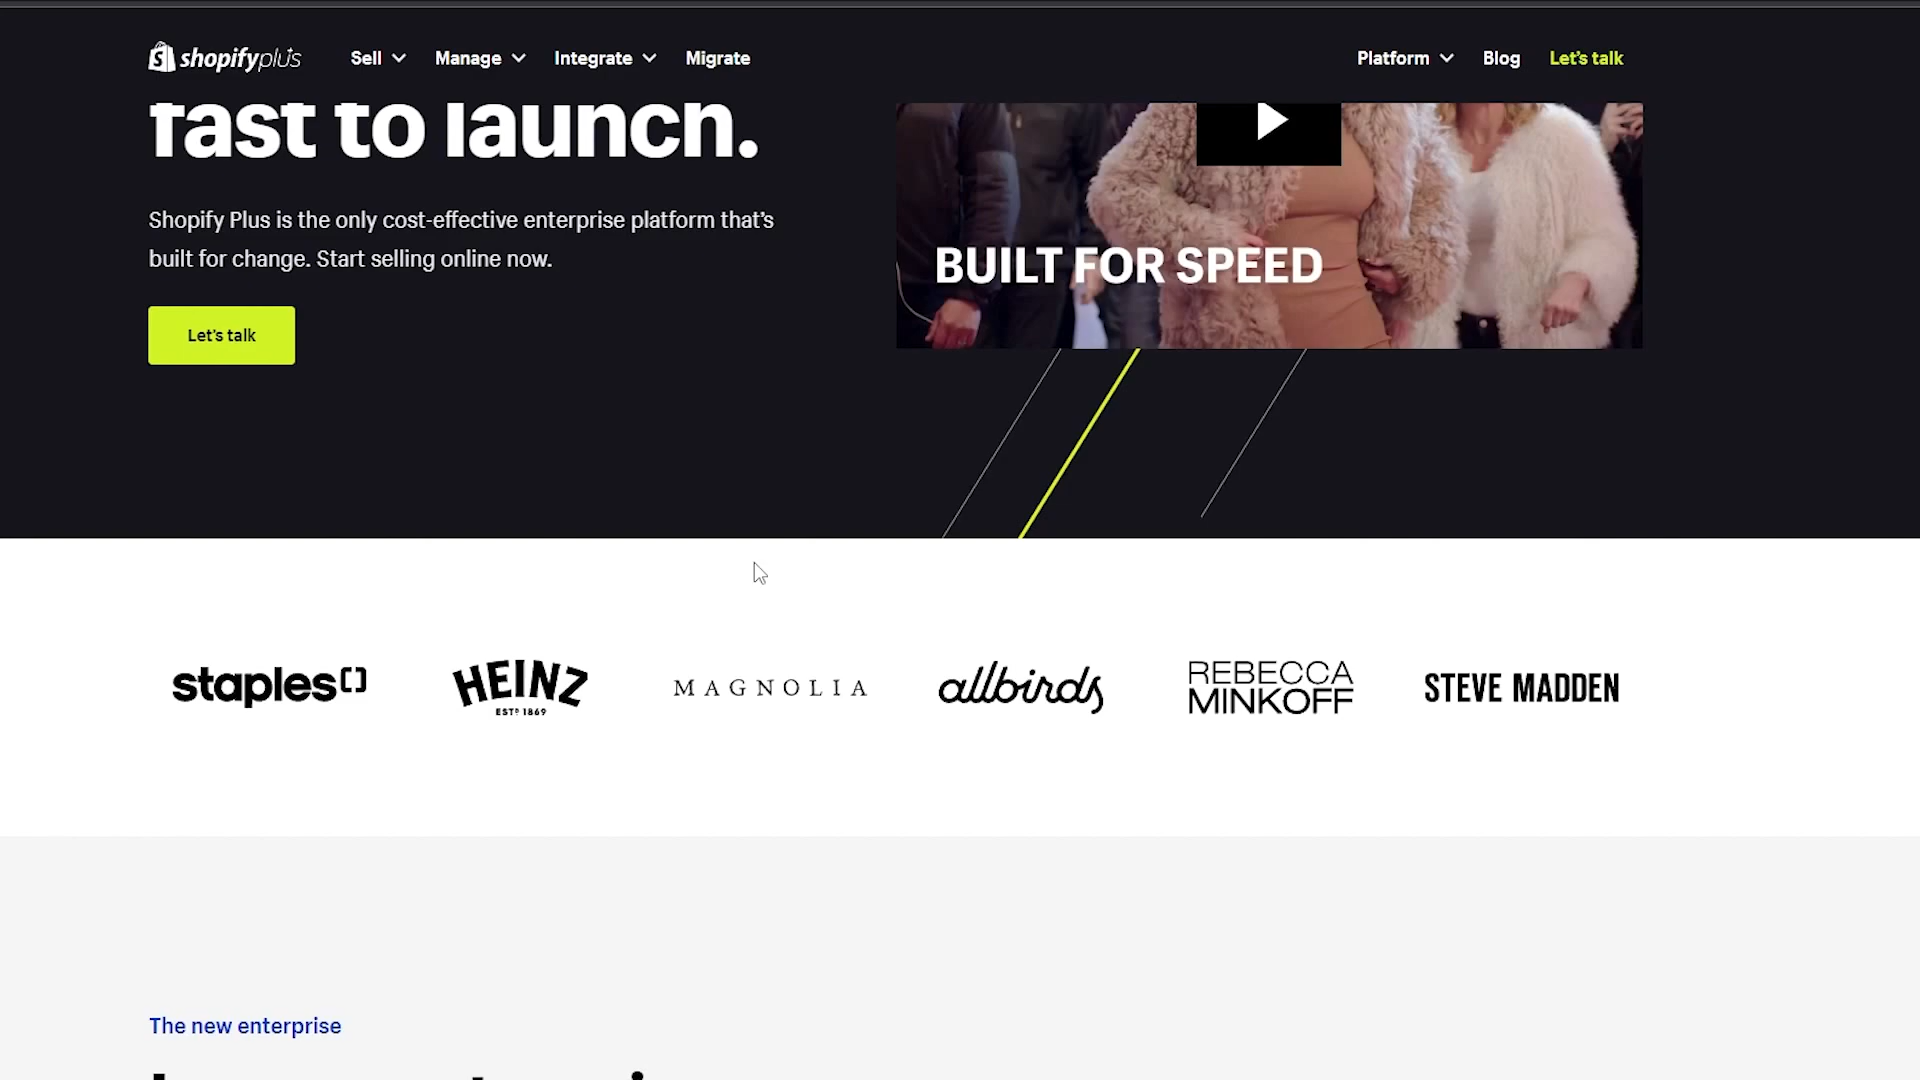 shopifyplus Sell Manage Integrate Migrate Platform Blog Let's talk
fast to launch.
Shopify Plus is the only cost-effective enterprise platform that's
built for change. Start selling online now.
Let's talk
BUILT FOR SPEED
staples
HEINZ
ESTD 1869
MAGNOLIA
allbirds
REBECCA
MINKOFF
STEVE MADDEN
The new enterprise